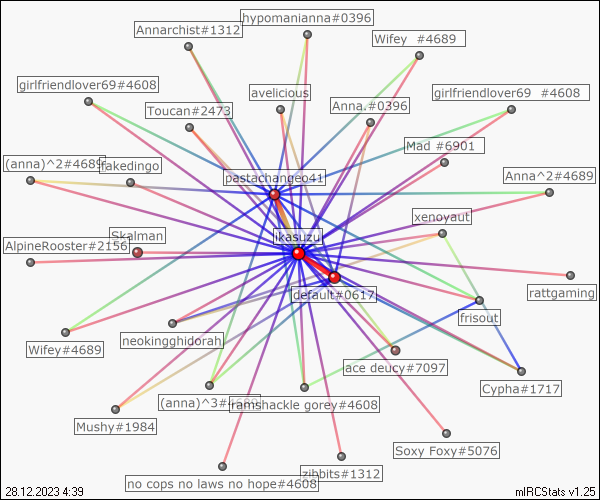 hypomanianna#0396
Annarchist#1312
Wifey  #4689
girlfriendlover69#4608
avelicious
girlfriendlover69  #4608
Toucan#2473
Anna.#0396
Mad #6901
(anna)^2#4689
fakedingo
pastachangeo41
Anna^2#4689
xenoyaut
Skalman
ikasuzu
AlpineRooster#2156
default#0617
rattgaming
frisout
neokingghidorah
Wifey#4689
ace deucy#7097
Cypha#1717
(anna)^3#4689
ramshackle gorey#4608
Mushy#1984
Soxy Foxy#5076
zibbits#1312
no cops no laws no hope#4608
28.12.2023 4:39
mIRCStats v1.25